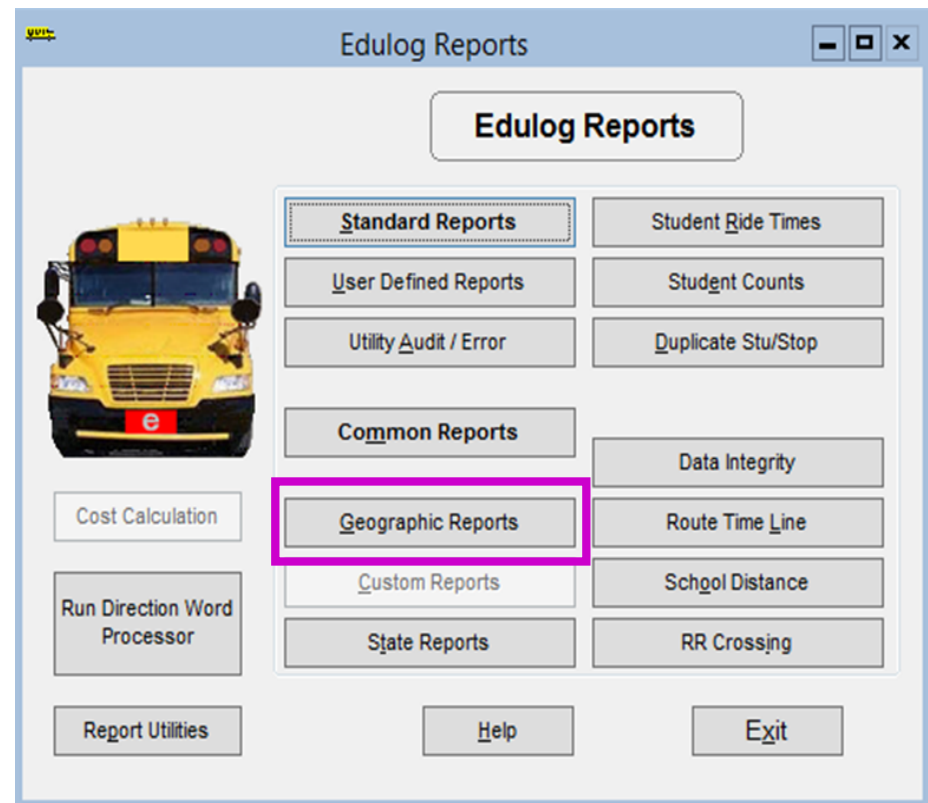 Edulog Reports
Edulog Reports
Standard Reports
Student Ride Times
User Defined Reports
Student Counts
Utility Audit / Error
Duplicate Stu/Stop
e
Common Reports
Data Integrity
Cost Calculation
Geographic Reports
Route Time Line
Custom Reports
School Distance
Run Direction Word
Processor
State Reports
RR Crossing
Report Utilities
Help
Exit